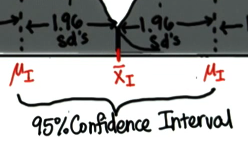 1.96 1.96
sd's sd's
μI x̄I μI
95% Confidence Interval